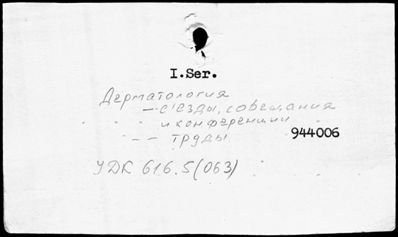 I.Ser.
Дерматология
— съезды, совещания
" " и конференции
" — — труды 944006
УДК 616.5(063)